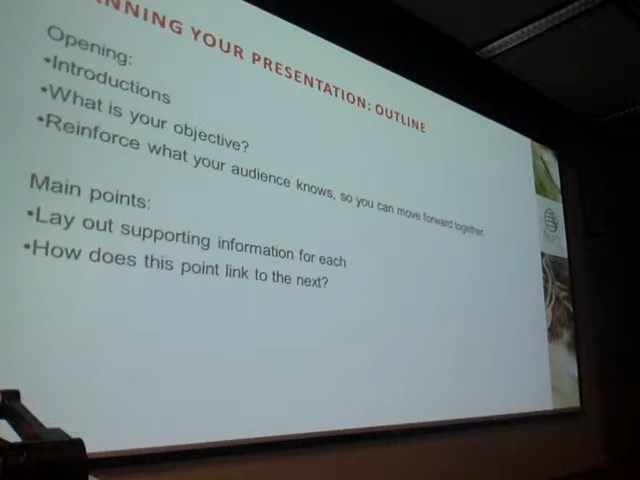 NNING YOUR PRESENTATION: OUTLINE
Opening:
•Introductions
•What is your objective?
•Reinforce what your audience knows, so you can move forward together.
Main points:
•Lay out supporting information for each
•How does this point link to the next?